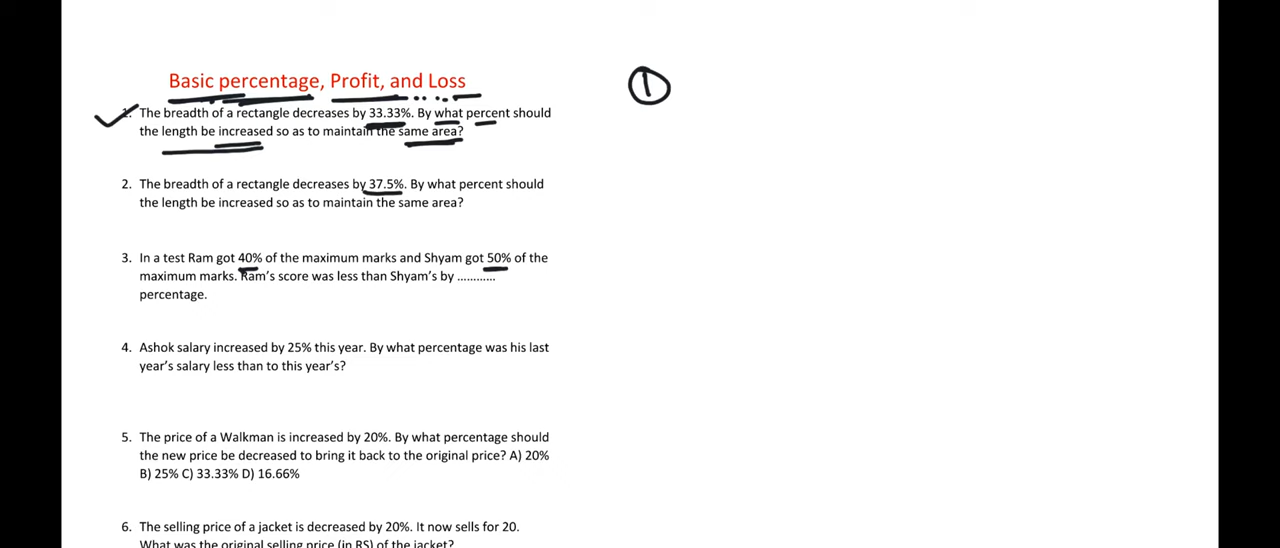 Basic percentage, Profit, and Loss
1
1. The breadth of a rectangle decreases by 33.33%. By what percent should
the length be increased so as to maintain the same area?
2. The breadth of a rectangle decreases by 37.5%. By what percent should
the length be increased so as to maintain the same area?
3. In a test Ram got 40% of the maximum marks and Shyam got 50% of the
maximum marks. Ram's score was less than Shyam's by ............
percentage.
4. Ashok salary increased by 25% this year. By what percentage was his last
year's salary less than to this year's?
5. The price of a Walkman is increased by 20%. By what percentage should
the new price be decreased to bring it back to the original price? A) 20%
B) 25% C) 33.33% D) 16.66%
6. The selling price of a jacket is decreased by 20%. It now sells for 20.
What was the original selling price (in RS) of the jacket?